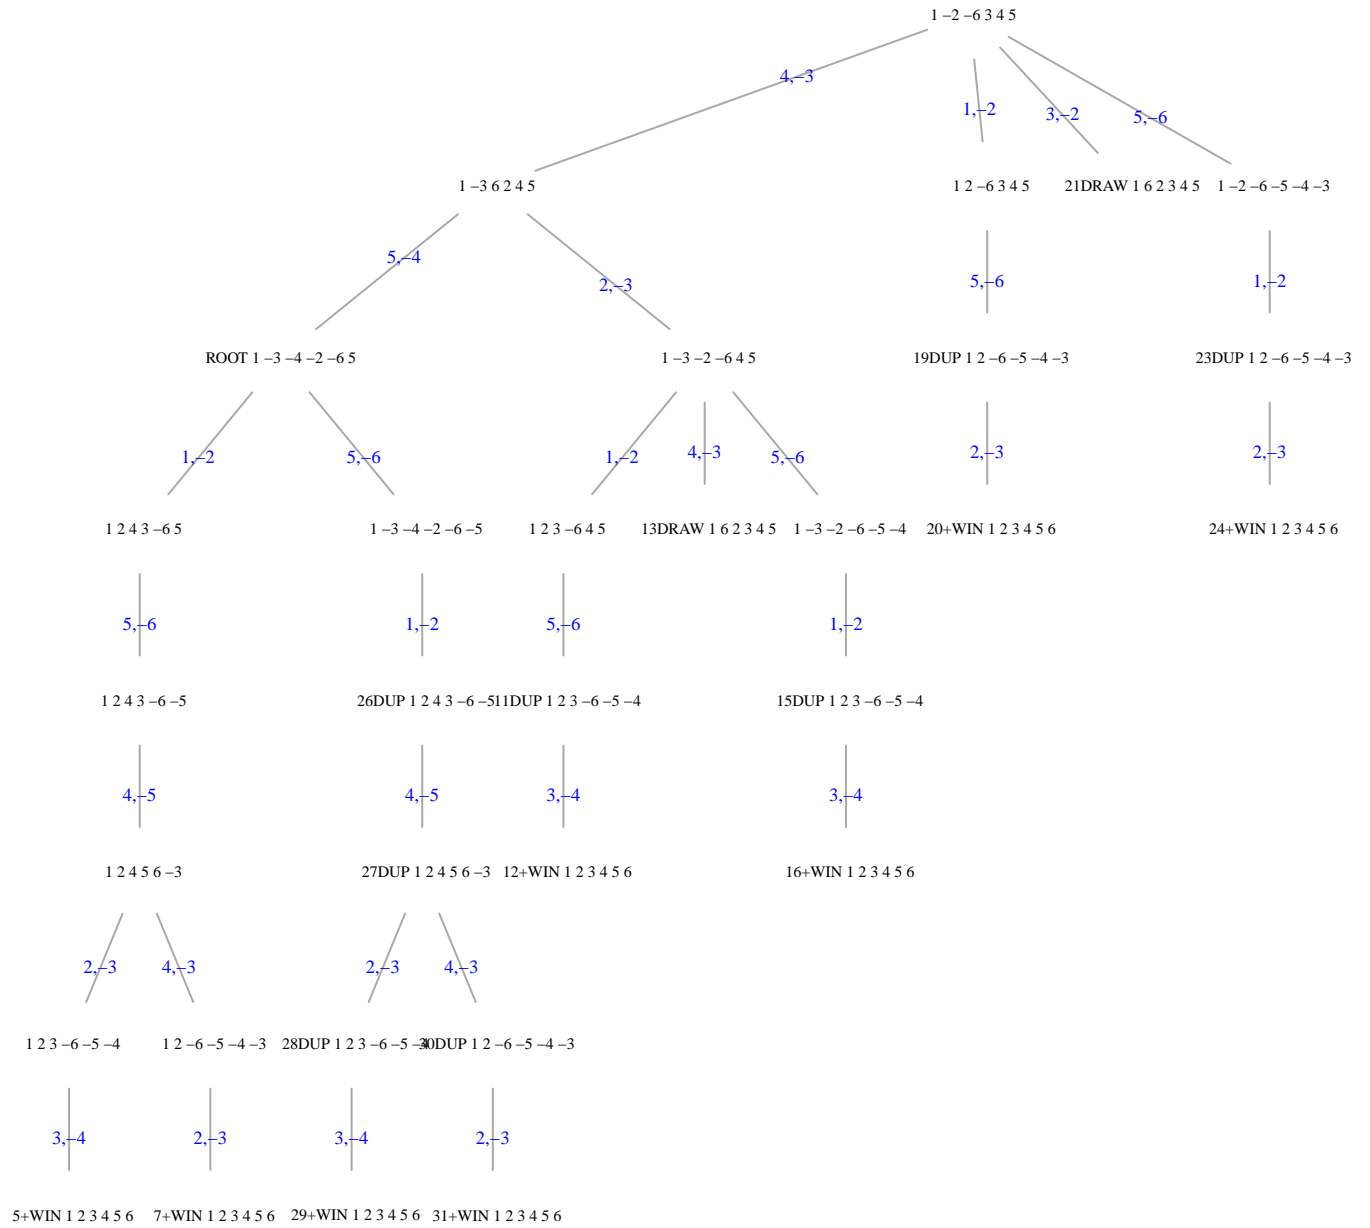 1 –2 –6 3 4 5
4,–3
1,–2
3,–2
5,–6
1 –3 6 2 4 5
1 2 –6 3 4 5
21DRAW 1 6 2 3 4 5
1 –2 –6 –5 –4 –3
5,–4
2,–3
5,–6
1,–2
ROOT 1 –3 –4 –2 –6 5
1 –3 –2 –6 4 5
19DUP 1 2 –6 –5 –4 –3
23DUP 1 2 –6 –5 –4 –3
1,–2
5,–6
1,–2
4,–3
5,–6
2,–3
2,–3
1 2 4 3 –6 5
1 –3 –4 –2 –6 –5
1 2 3 –6 4 5
13DRAW 1 6 2 3 4 5
1 –3 –2 –6 –5 –4
20+WIN 1 2 3 4 5 6
24+WIN 1 2 3 4 5 6
5,–6
1,–2
5,–6
1,–2
1 2 4 3 –6 –5
26DUP 1 2 4 3 –6 –5
11DUP 1 2 3 –6 –5 –4
15DUP 1 2 3 –6 –5 –4
4,–5
4,–5
3,–4
3,–4
1 2 4 5 6 –3
27DUP 1 2 4 5 6 –3
12+WIN 1 2 3 4 5 6
16+WIN 1 2 3 4 5 6
2,–3
4,–3
2,–3
4,–3
1 2 3 –6 –5 –4
1 2 –6 –5 –4 –3
28DUP 1 2 3 –6 –5 –4
30DUP 1 2 –6 –5 –4 –3
3,–4
2,–3
3,–4
2,–3
5+WIN 1 2 3 4 5 6
7+WIN 1 2 3 4 5 6
29+WIN 1 2 3 4 5 6
31+WIN 1 2 3 4 5 6